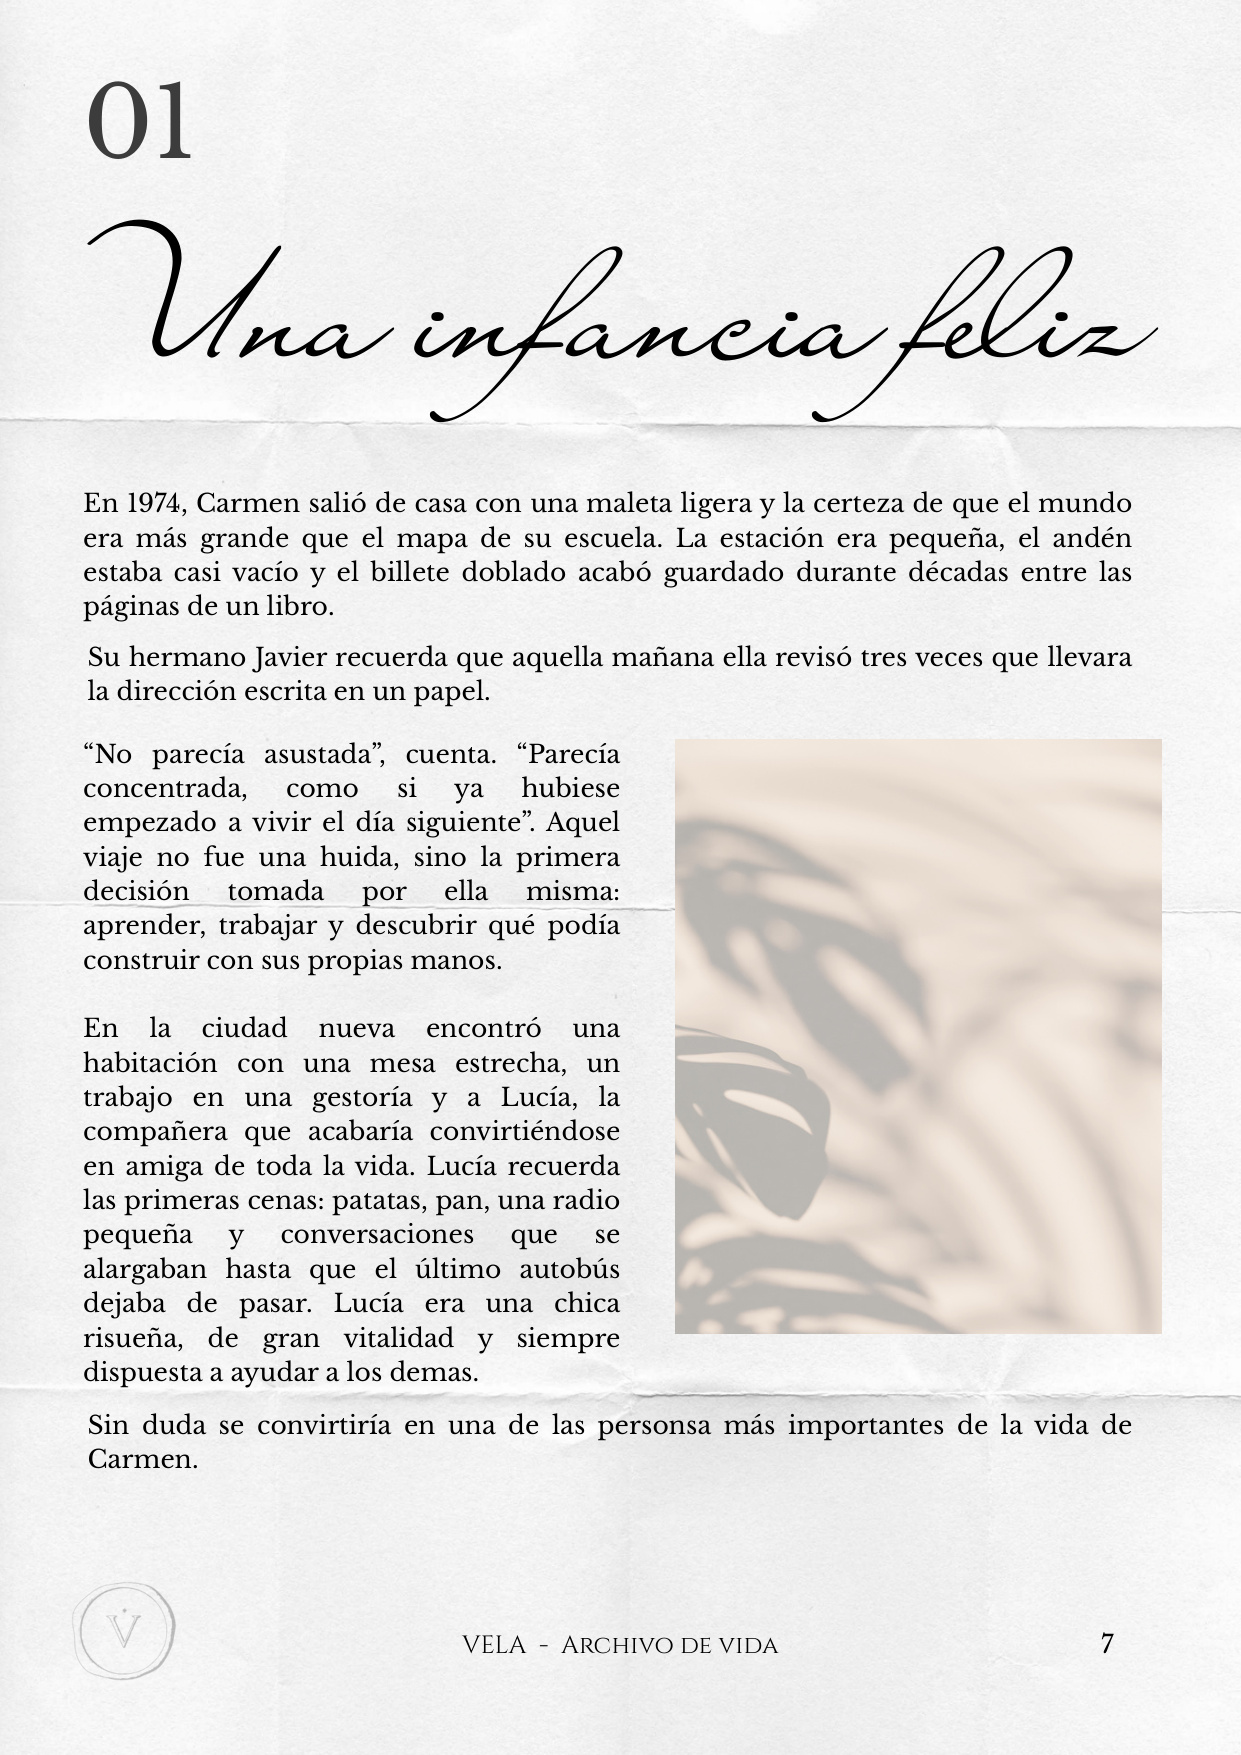 01
Una infancia feliz
En 1974, Carmen salió de casa con una maleta ligera y la certeza de que el mundo
era más grande que el mapa de su escuela. La estación era pequeña, el andén
estaba casi vacío y el billete doblado acabó guardado durante décadas entre las
páginas de un libro.
Su hermano Javier recuerda que aquella mañana ella revisó tres veces que llevara
la dirección escrita en un papel.
“No parecía asustada”, cuenta. “Parecía
concentrada, como si ya hubiese
empezado a vivir el día siguiente”. Aquel
viaje no fue una huida, sino la primera
decisión tomada por ella misma:
aprender, trabajar y descubrir qué podía
construir con sus propias manos.
En la ciudad nueva encontró una
habitación con una mesa estrecha, un
trabajo en una gestoría y a Lucía, la
compañera que acabaría convirtiéndose
en amiga de toda la vida. Lucía recuerda
las primeras cenas: patatas, pan, una radio
pequeña y conversaciones que se
alargaban hasta que el último autobús
dejaba de pasar. Lucía era una chica
risueña, de gran vitalidad y siempre
dispuesta a ayudar a los demas.
Sin duda se convirtiría en una de las personsa más importantes de la vida de
Carmen.
V
VELA - ARCHIVO DE VIDA
7